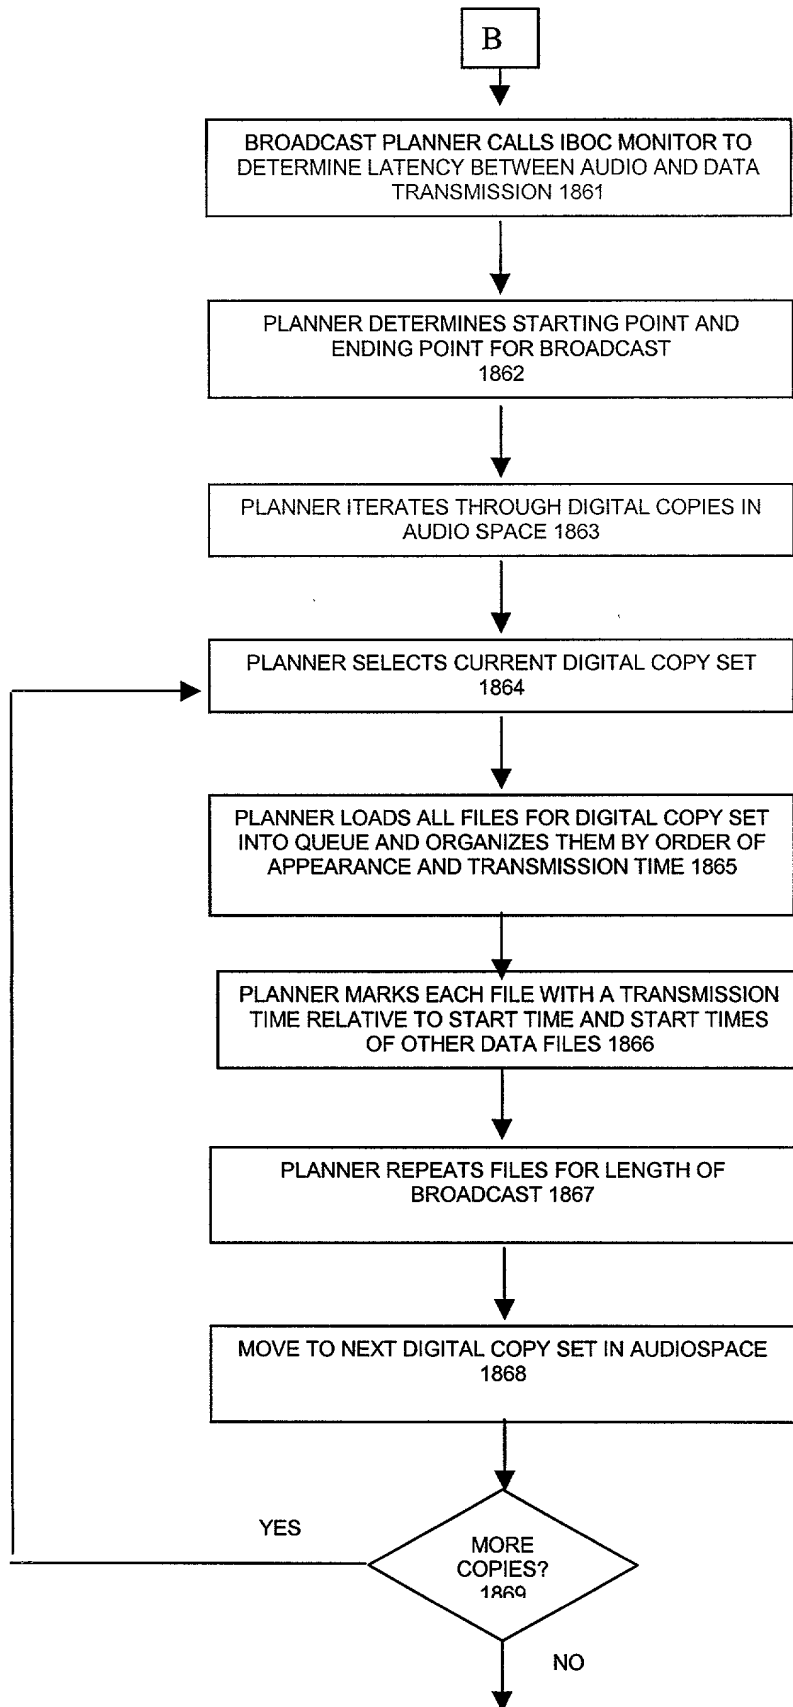 B
BROADCAST PLANNER CALLS IBOC MONITOR TO
DETERMINE LATENCY BETWEEN AUDIO AND DATA
TRANSMISSION 1861
PLANNER DETERMINES STARTING POINT AND
ENDING POINT FOR BROADCAST
1862
PLANNER ITERATES THROUGH DIGITAL COPIES IN
AUDIO SPACE 1863
PLANNER SELECTS CURRENT DIGITAL COPY SET
1864
PLANNER LOADS ALL FILES FOR DIGITAL COPY SET
INTO QUEUE AND ORGANIZES THEM BY ORDER OF
APPEARANCE AND TRANSMISSION TIME 1865
PLANNER MARKS EACH FILE WITH A TRANSMISSION
TIME RELATIVE TO START TIME AND START TIMES
OF OTHER DATA FILES 1866
PLANNER REPEATS FILES FOR LENGTH OF
BROADCAST 1867
MOVE TO NEXT DIGITAL COPY SET IN AUDIOSPACE
1868
YES
MORE
COPIES?
1869
NO